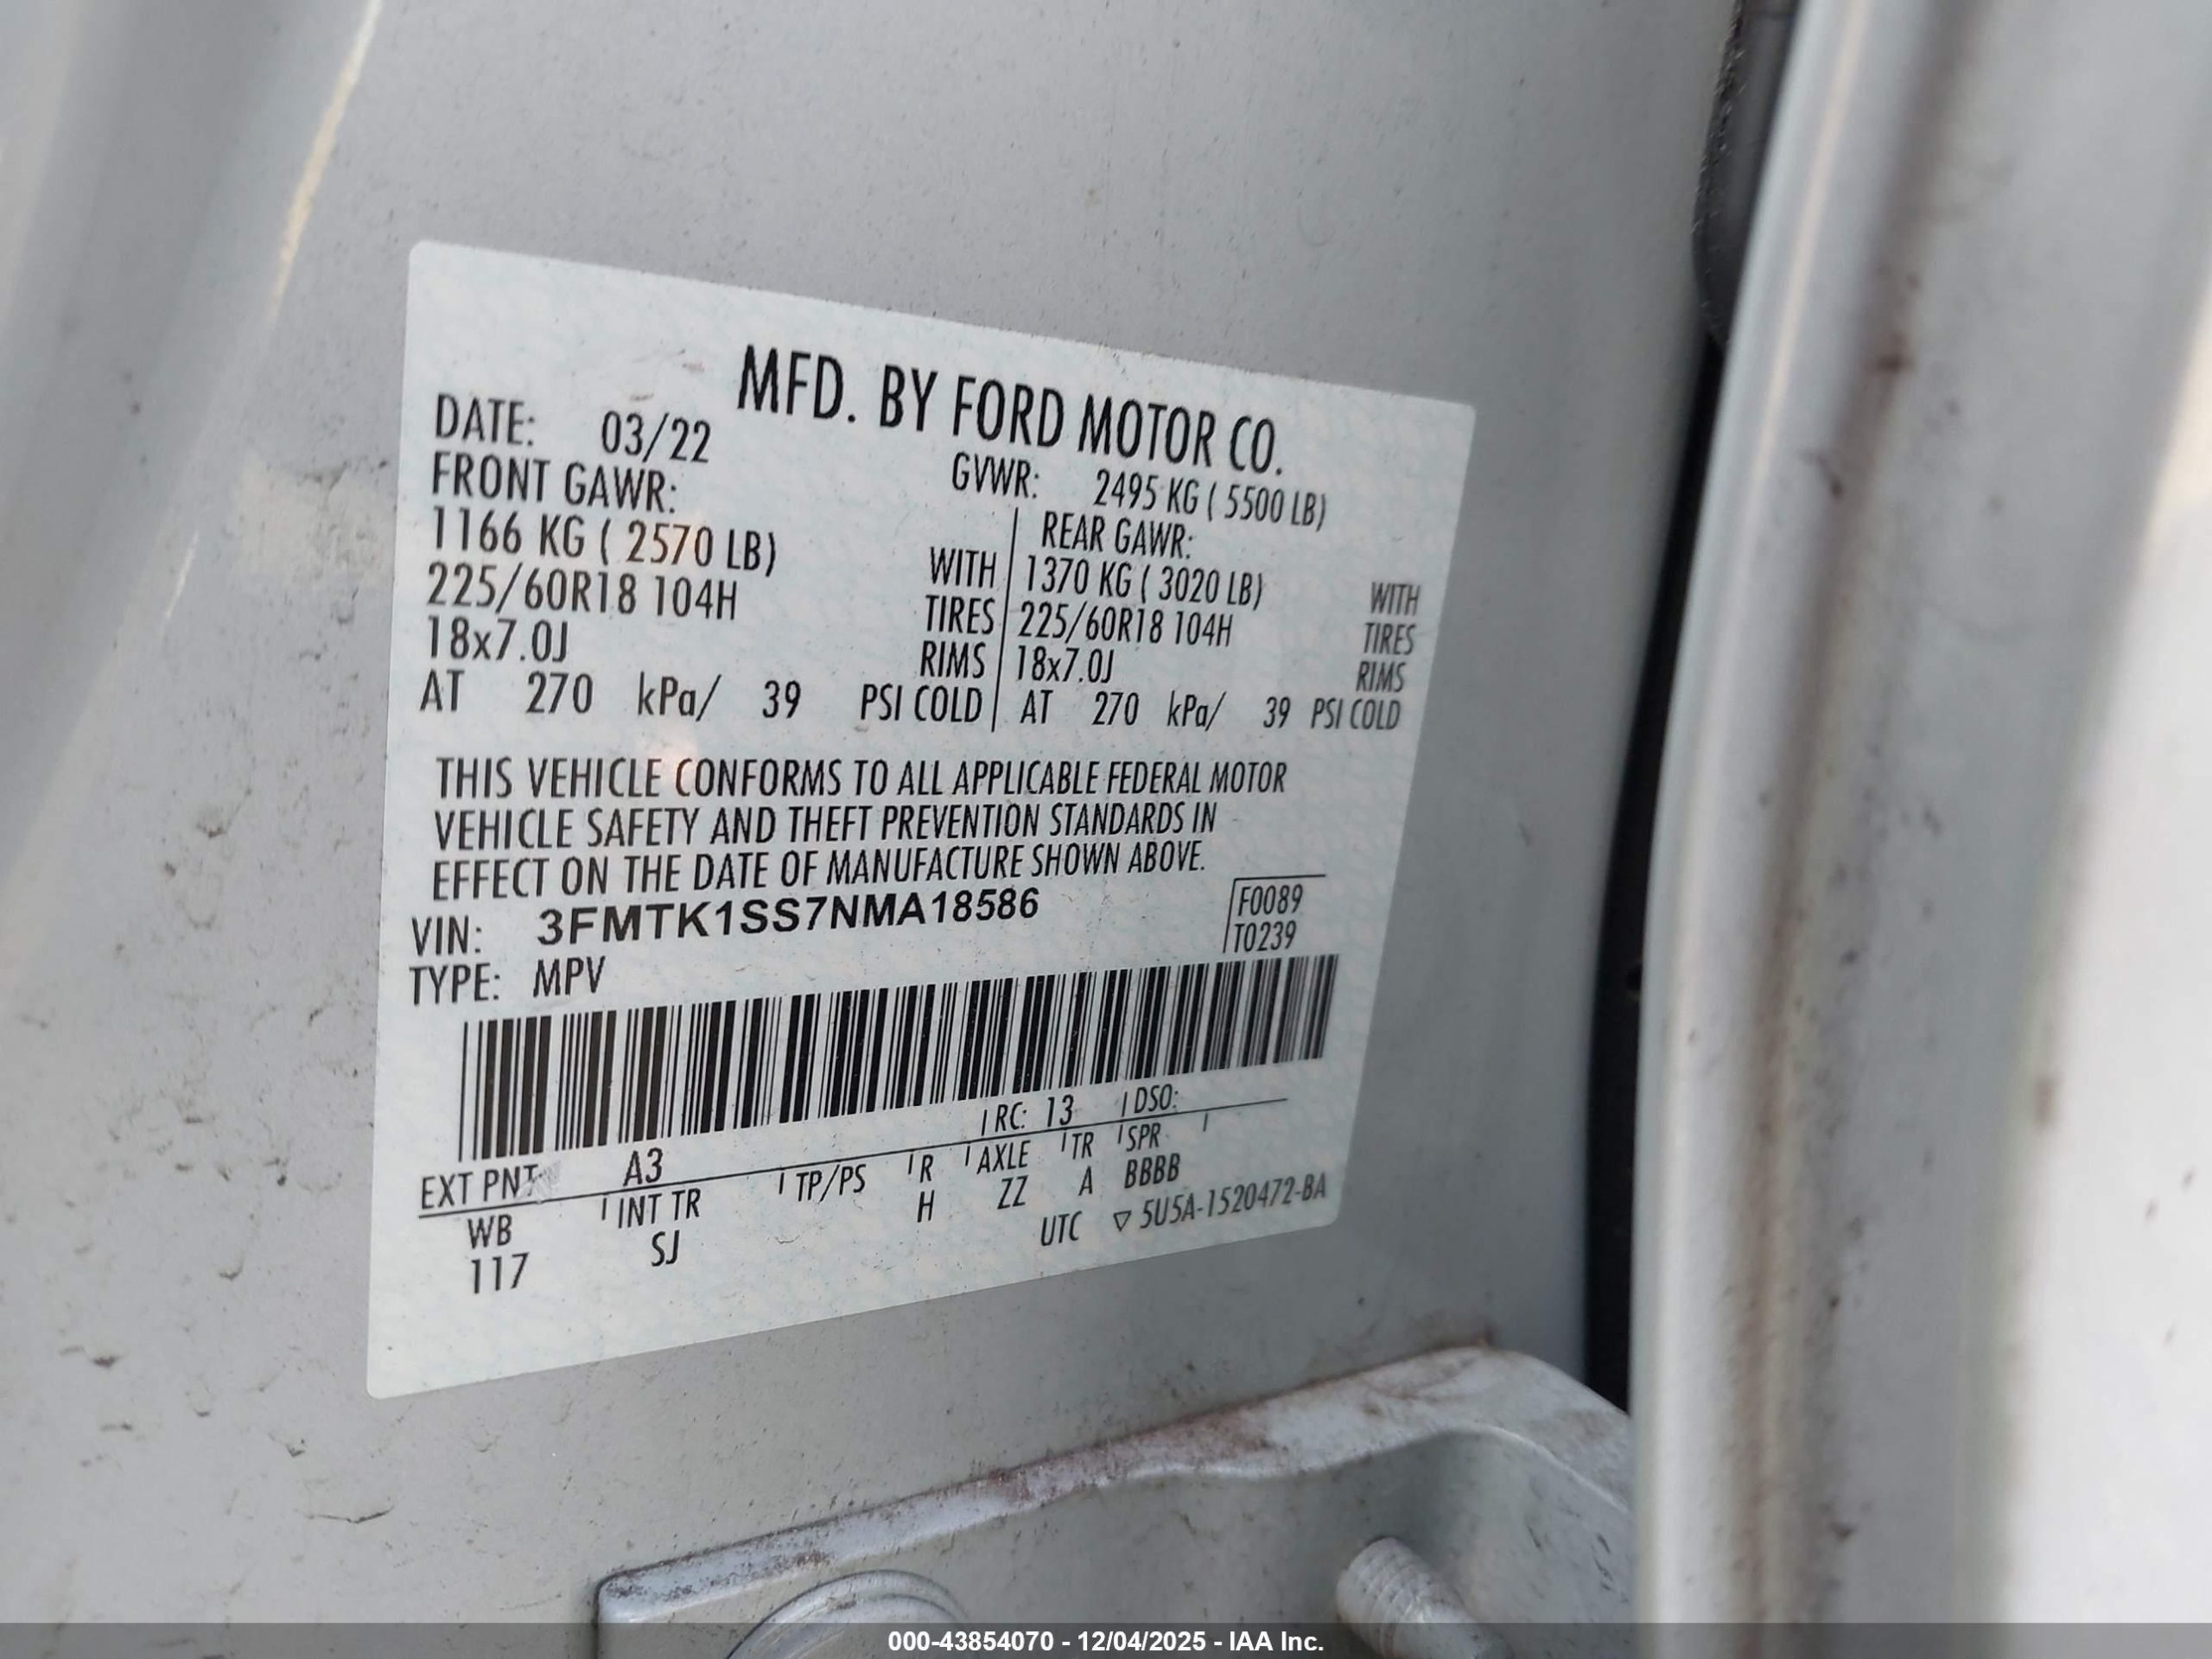 MFD. BY FORD MOTOR CO.
DATE: 03/22
GVWR: 2495 KG ( 5500 LB)
FRONT GAWR:
1166 KG ( 2570 LB) WITH
225/60R18 104H TIRES
18x7.0J RIMS
AT 270 kPa/ 39 PSI COLD
REAR GAWR:
1370 KG ( 3020 LB) WITH
225/60R18 104H TIRES
18x7.0J RIMS
AT 270 kPa/ 39 PSI COLD
THIS VEHICLE CONFORMS TO ALL APPLICABLE FEDERAL MOTOR
VEHICLE SAFETY AND THEFT PREVENTION STANDARDS IN
EFFECT ON THE DATE OF MANUFACTURE SHOWN ABOVE.
VIN: 3FMTK1SS7NMA18586
F0089
T0239
TYPE: MPV
EXT PNT: A3 RC: 13 DSO:
WB INT TR TP/PS R AXLE TR SPR
117 SJ H ZZ A BBBB
UTC ▽ 5U5A-1520472-BA
000-43854070 - 12/04/2025 - IAA Inc.